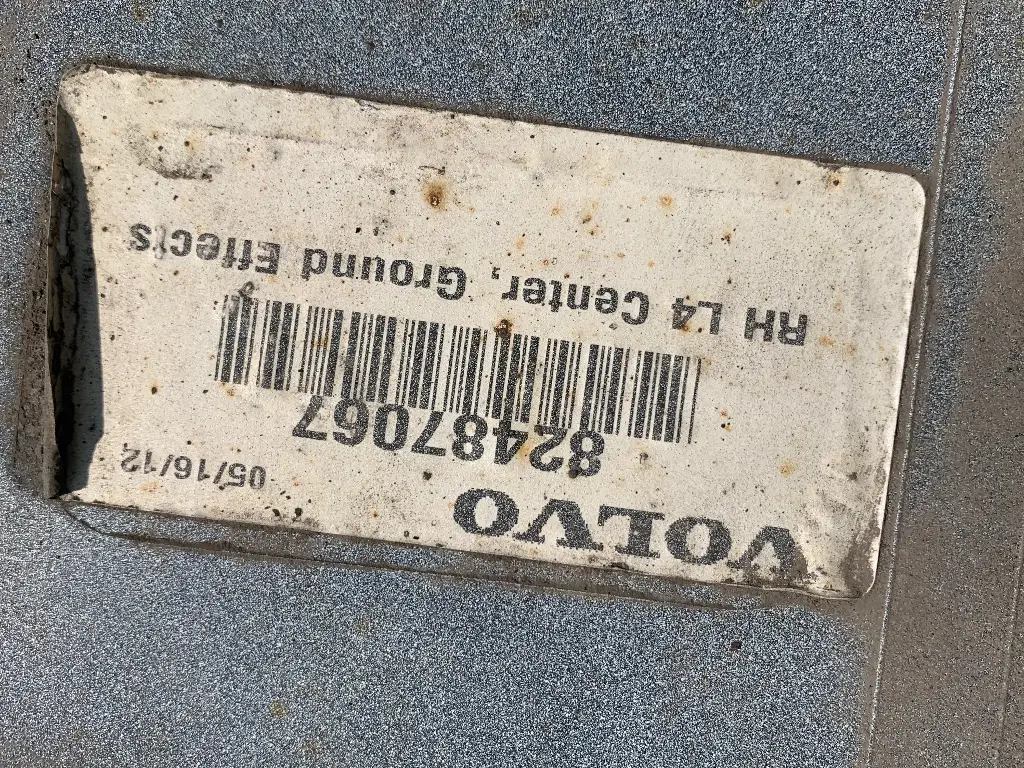 VOLVO
05/16/12
82487067
RH L4 Center, Ground Effects